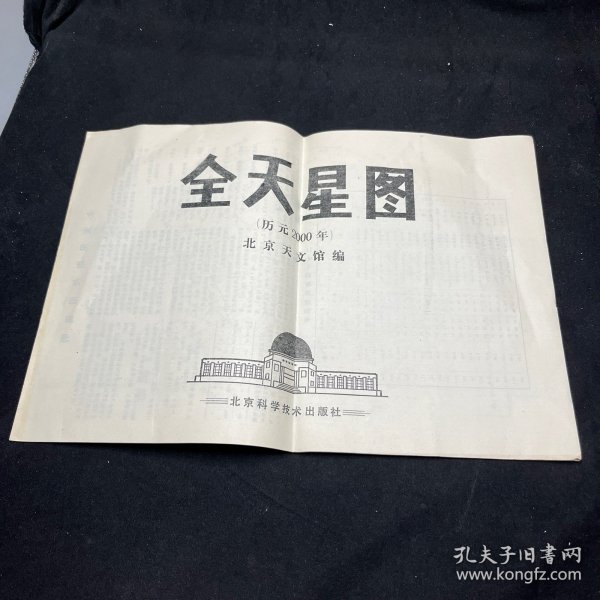 全天星图
(历元2000年)
北京天文馆编
北京科学技术出版社
孔夫子旧书网
www.kongfz.com